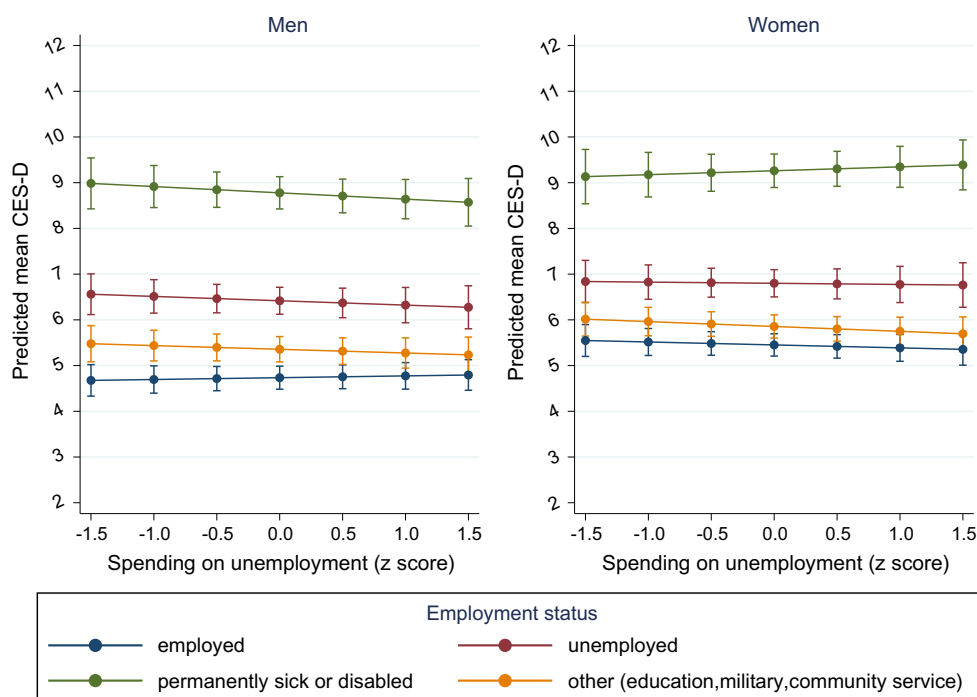 Men
Women
Predicted mean CES-D
12
11
10
9
8
7
6
5
4
3
2
-1.5 -1.0 -0.5 0.0 0.5 1.0 1.5
Spending on unemployment (z score)
Predicted mean CES-D
12
11
10
9
8
7
6
5
4
3
2
-1.5 -1.0 -0.5 0.0 0.5 1.0 1.5
Spending on unemployment (z score)
Employment status
employed
unemployed
permanently sick or disabled
other (education,military,community service)